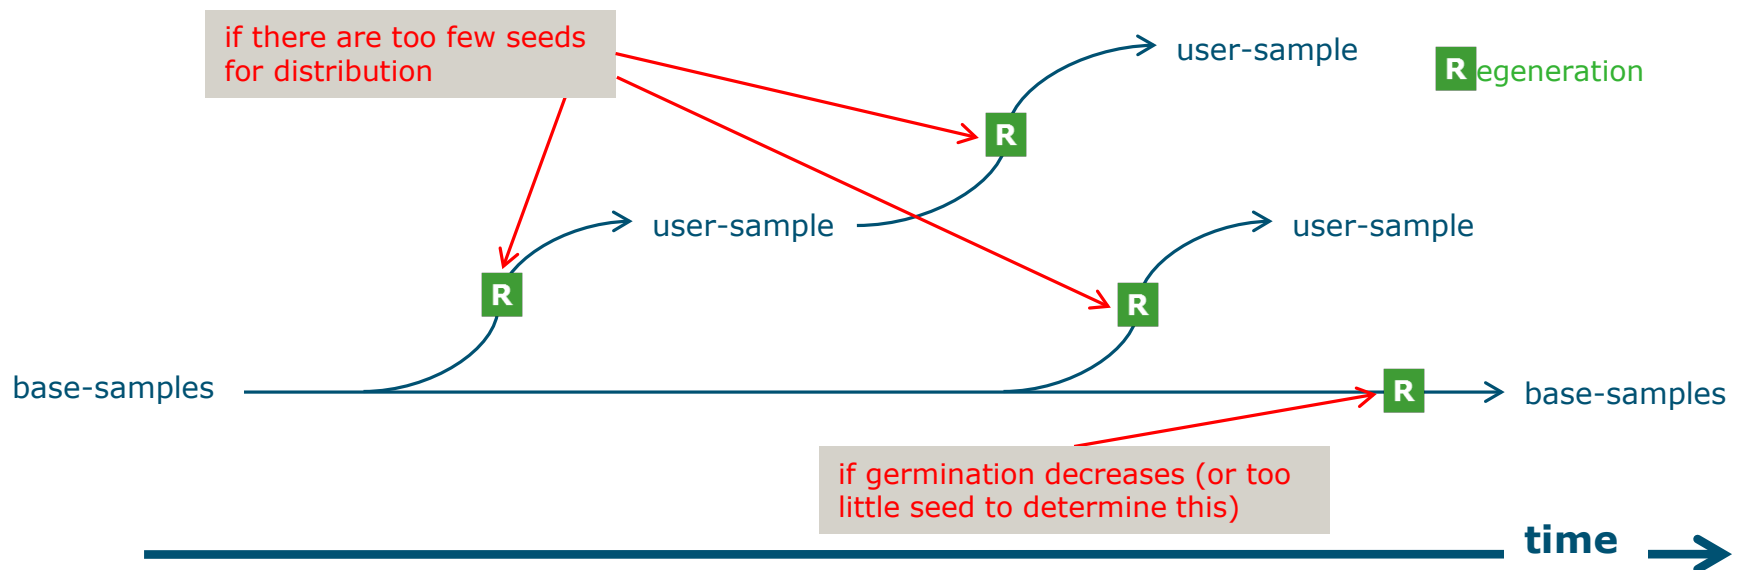 if there are too few seeds
for distribution
user-sample
Regeneration
R
user-sample
user-sample
R
R
base-samples
R
base-samples
if germination decreases (or too
little seed to determine this)
time